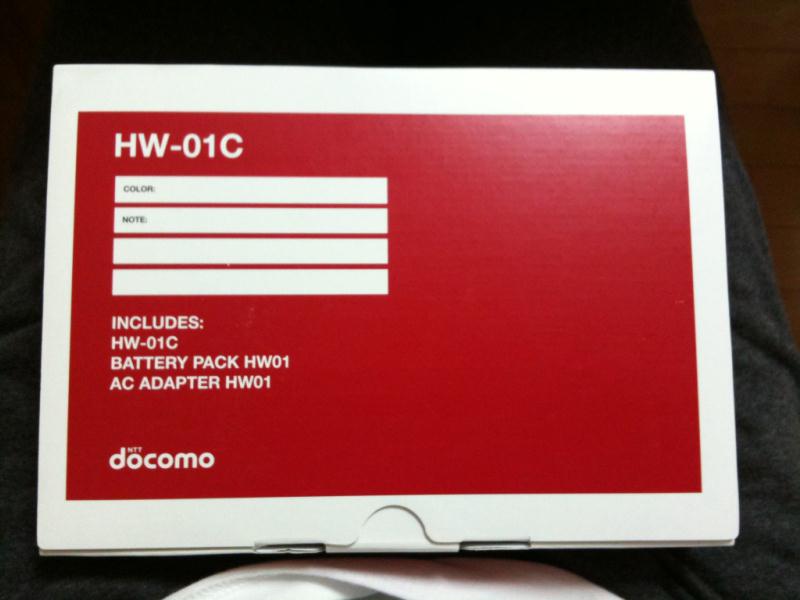 HW-01C
COLOR:
NOTE:
INCLUDES:
HW-01C
BATTERY PACK HW01
AC ADAPTER HW01
NTT
docomo